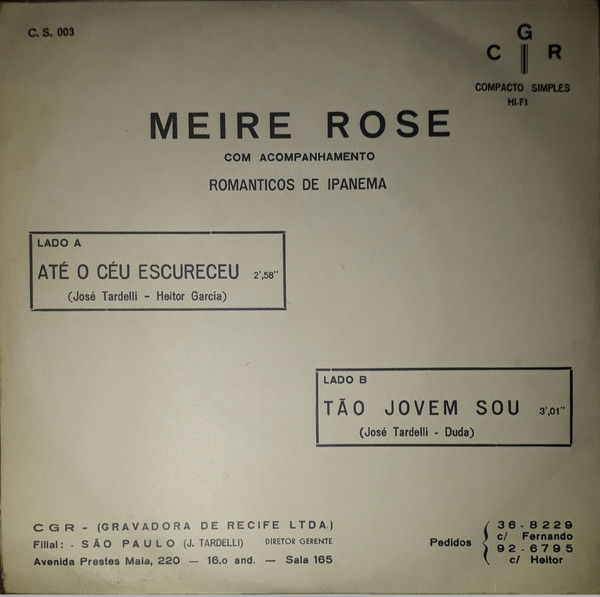 C. S. 003
G
C R
COMPACTO SIMPLES
HI-FI
MEIRE ROSE
COM ACOMPANHAMENTO
ROMANTICOS DE IPANEMA
LADO A
ATÉ O CÉU ESCURECEU 2',58"
(José Tardelli - Heitor Garcia)
LADO B
TÃO JOVEM SOU 3',01"
(José Tardelli - Duda)
CGR - (GRAVADORA DE RECIFE LTDA.)
Filial: - SÃO PAULO (J. TARDELLI) DIRETOR GERENTE
Avenida Prestes Maia, 220 — 16.o and. — Sala 165
Pedidos
36-8229
c/ Fernando
92-6795
c/ Heitor